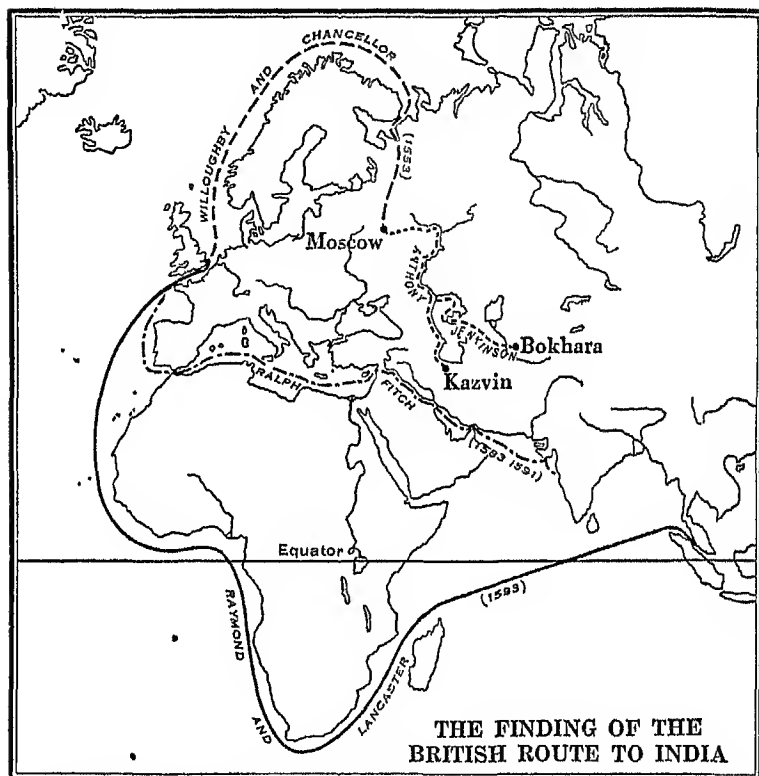 WILLOUGHBY AND CHANCELLOR
(1553)
Moscow
ANTHONY
JENKINSON
Bokhara
Kazvin
RALPH
FITCH
(1583 1591)
Equator
(1593)
RAYMOND
AND
LANCASTER
THE FINDING OF THE
BRITISH ROUTE TO INDIA